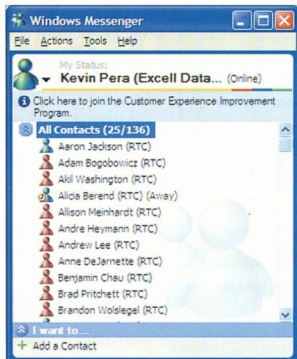 Windows Messenger
File Actions Tools Help
My Status:
Kevin Pera (Excell Data... (Online)
Click here to join the Customer Experience Improvement
Program.
All Contacts (25/136)
Aaron Jackson (RTC)
Adam Bogobowicz (RTC)
Akil Washington (RTC)
Alicia Berend (RTC) (Away)
Allison Meinhardt (RTC)
Andre Heymann (RTC)
Andrew Lee (RTC)
Anne DeJarnette (RTC)
Benjamin Chau (RTC)
Brad Pritchett (RTC)
Brandon Wolslegel (RTC)
I want to...
Add a Contact